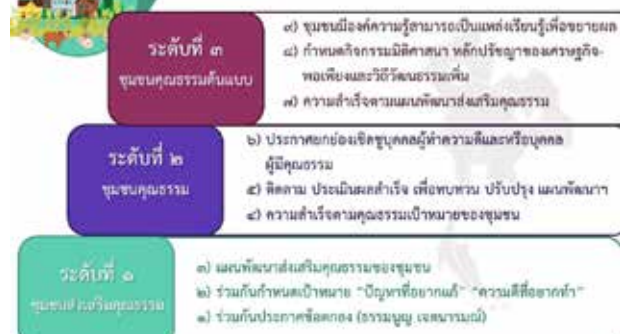 ระดับที่ ๓
ชุมชนคุณธรรมต้นแบบ
๙) ชุมชนมีองค์ความรู้สามารถเป็นแหล่งเรียนรู้เพื่อขยายผล
๘) กำหนดกิจกรรมมิติศาสนา หลักปรัชญาของเศรษฐกิจ-
พอเพียงและวิถีวัฒนธรรมเพิ่ม
๗) ความสำเร็จตามแผนพัฒนาส่งเสริมคุณธรรม
ระดับที่ ๒
ชุมชนคุณธรรม
๖) ประกาศยกย่องเชิดชูบุคคลผู้ทำความดีและหรือบุคคล
ผู้มีคุณธรรม
๕) ติดตาม ประเมินผลสำเร็จ เพื่อทบทวน ปรับปรุง แผนพัฒนาฯ
๔) ความสำเร็จตามคุณธรรมเป้าหมายของชุมชน
ระดับที่ ๑
ชุมชนส่งเสริมคุณธรรม
๓) แผนพัฒนาส่งเสริมคุณธรรมของชุมชน
๒) ร่วมกันกำหนดเป้าหมาย "ปัญหาที่อยากแก้" "ความดีที่อยากทำ"
๑) ร่วมกันประกาศข้อตกลง (ธรรมนูญ เจตนารมณ์)